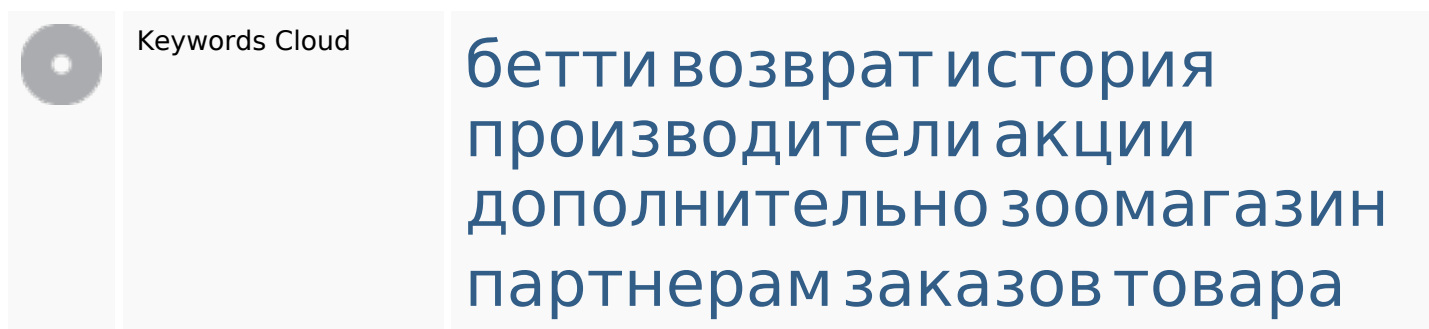 Keywords Cloud
бетти возврат история
производители акции
дополнительно зоомагазин
партнерам заказов товара